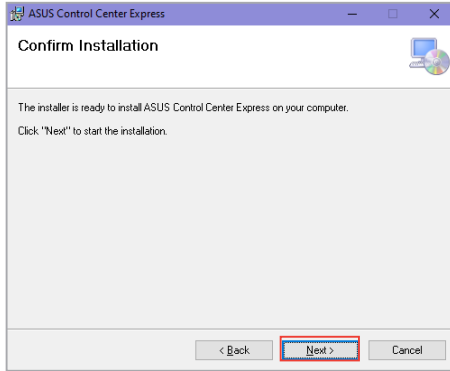 ASUS Control Center Express
Confirm Installation
The installer is ready to install ASUS Control Center Express on your computer.
Click "Next" to start the installation.
< Back
Next >
Cancel